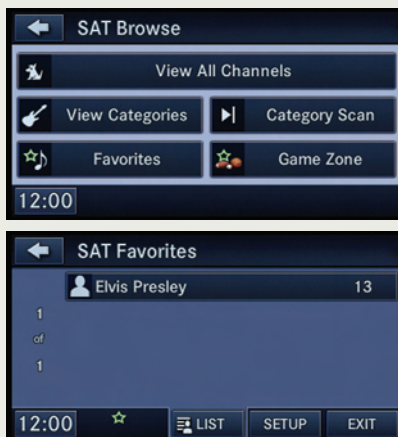 SAT Browse
View All Channels
View Categories
Category Scan
Favorites
Game Zone
12:00
SAT Favorites
Elvis Presley 13
1
of
1
12:00 LIST SETUP EXIT